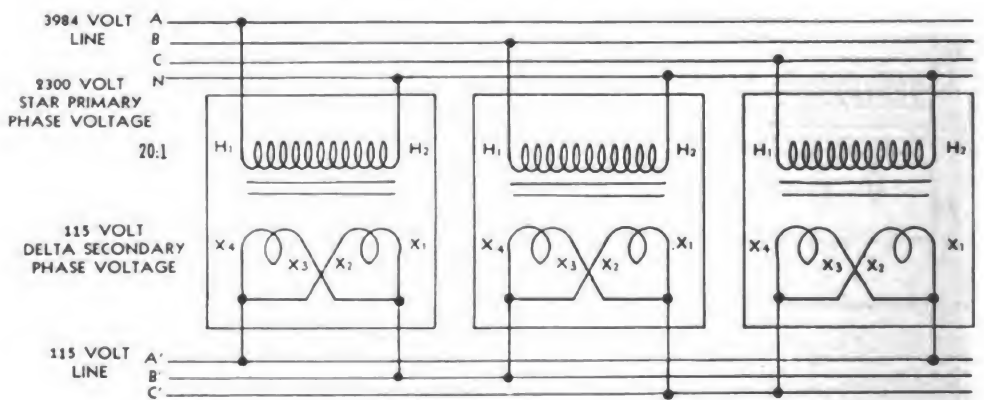 3984 VOLT
LINE
A
B
C
N
2300 VOLT
STAR PRIMARY
PHASE VOLTAGE
20:1
H1 H2 H1 H2 H1 H2
115 VOLT
DELTA SECONDARY
PHASE VOLTAGE
X4 X3 X2 X1 X4 X3 X2 X1 X4 X3 X2 X1
115 VOLT
LINE
A'
B'
C'